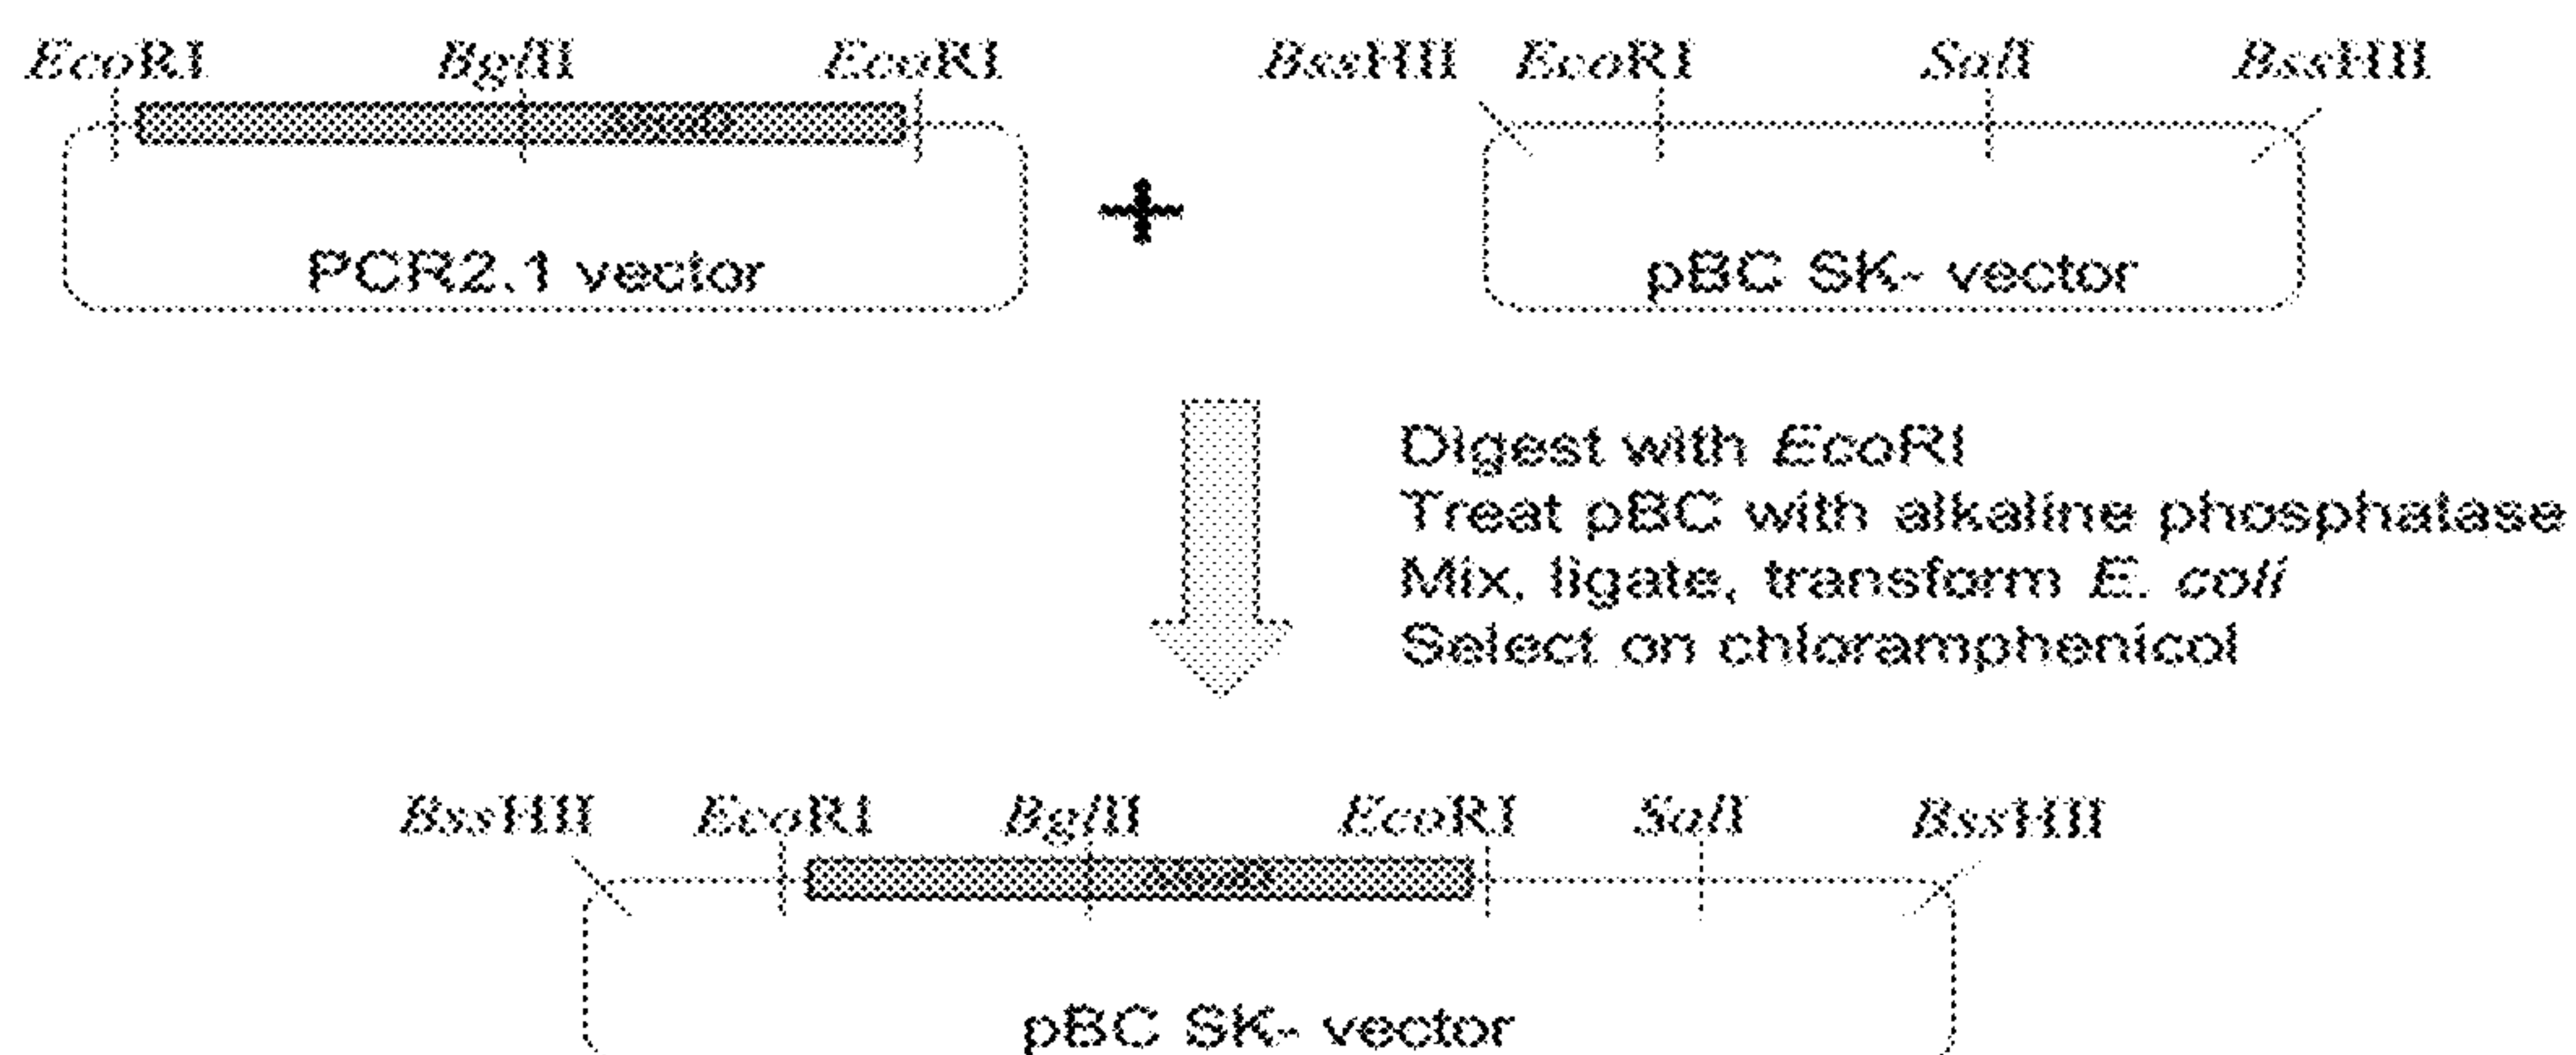 EcoRI BglII EcoRI BssHII EcoRI SalI BssHII
+
PCR2.1 vector pBC SK- vector
Digest with EcoRI
Treat pBC with alkaline phosphatase
Mix, ligate, transform E. coli
Select on chloramphenicol
BssHII EcoRI BglII EcoRI SalI BssHII
pBC SK- vector